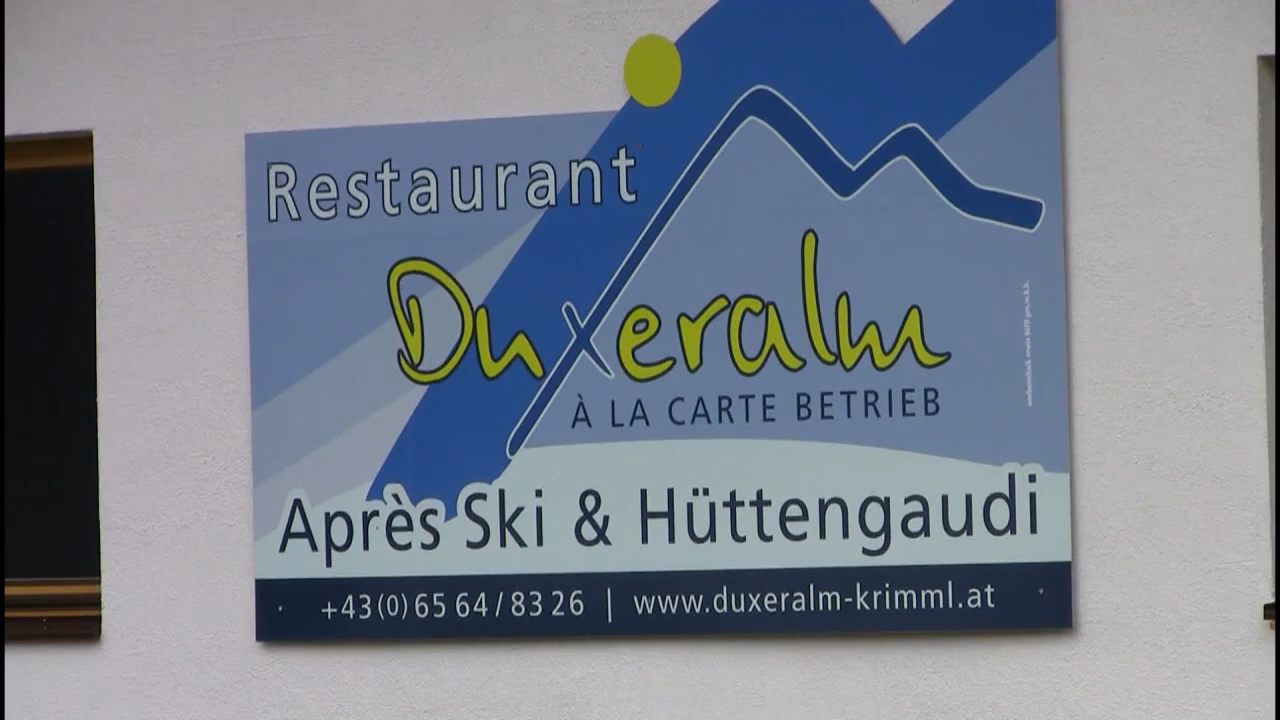 Restaurant
Duxeralm
À LA CARTE BETRIEB
Après Ski & Hüttengaudi
+43(0)65 64/83 26 | www.duxeralm-krimml.at